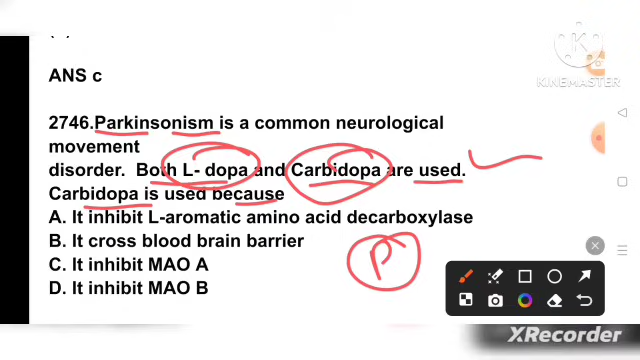 ANS c
2746.Parkinsonism is a common neurological
movement
disorder. Both L- dopa and Carbidopa are used.
Carbidopa is used because
A. It inhibit L-aromatic amino acid decarboxylase
B. It cross blood brain barrier
C. It inhibit MAO A
D. It inhibit MAO B
P
K
KINEMASTER
XRecorder